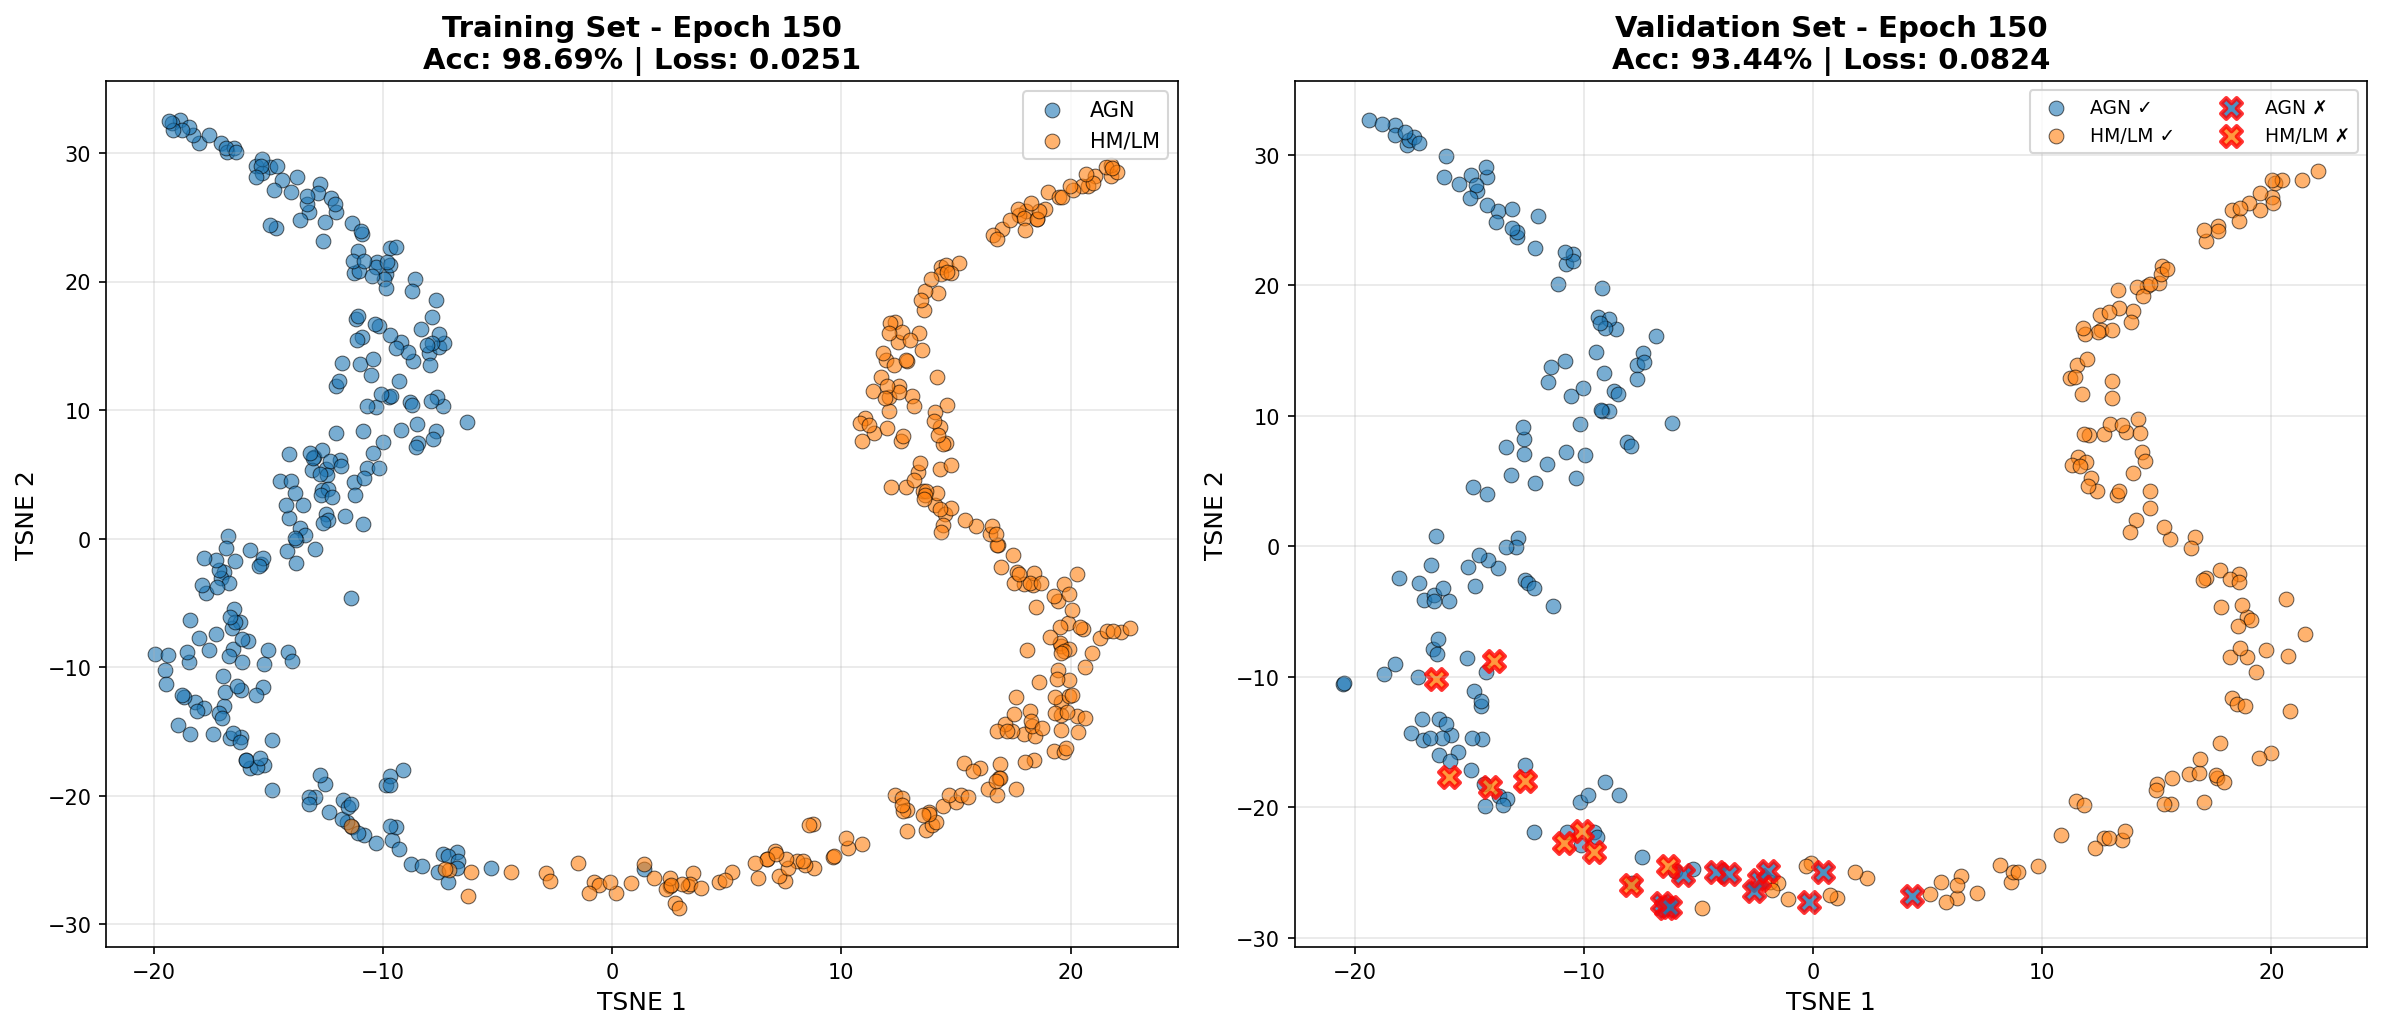 Training Set - Epoch 150
Acc: 98.69% | Loss: 0.0251
AGN
HM/LM
30
20
10
0
−10
−20
−30
TSNE 2
−20
−10
0
10
20
TSNE 1
Validation Set - Epoch 150
Acc: 93.44% | Loss: 0.0824
AGN ✓
AGN ✗
HM/LM ✓
HM/LM ✗
30
20
10
0
−10
−20
−30
TSNE 2
−20
−10
0
10
20
TSNE 1